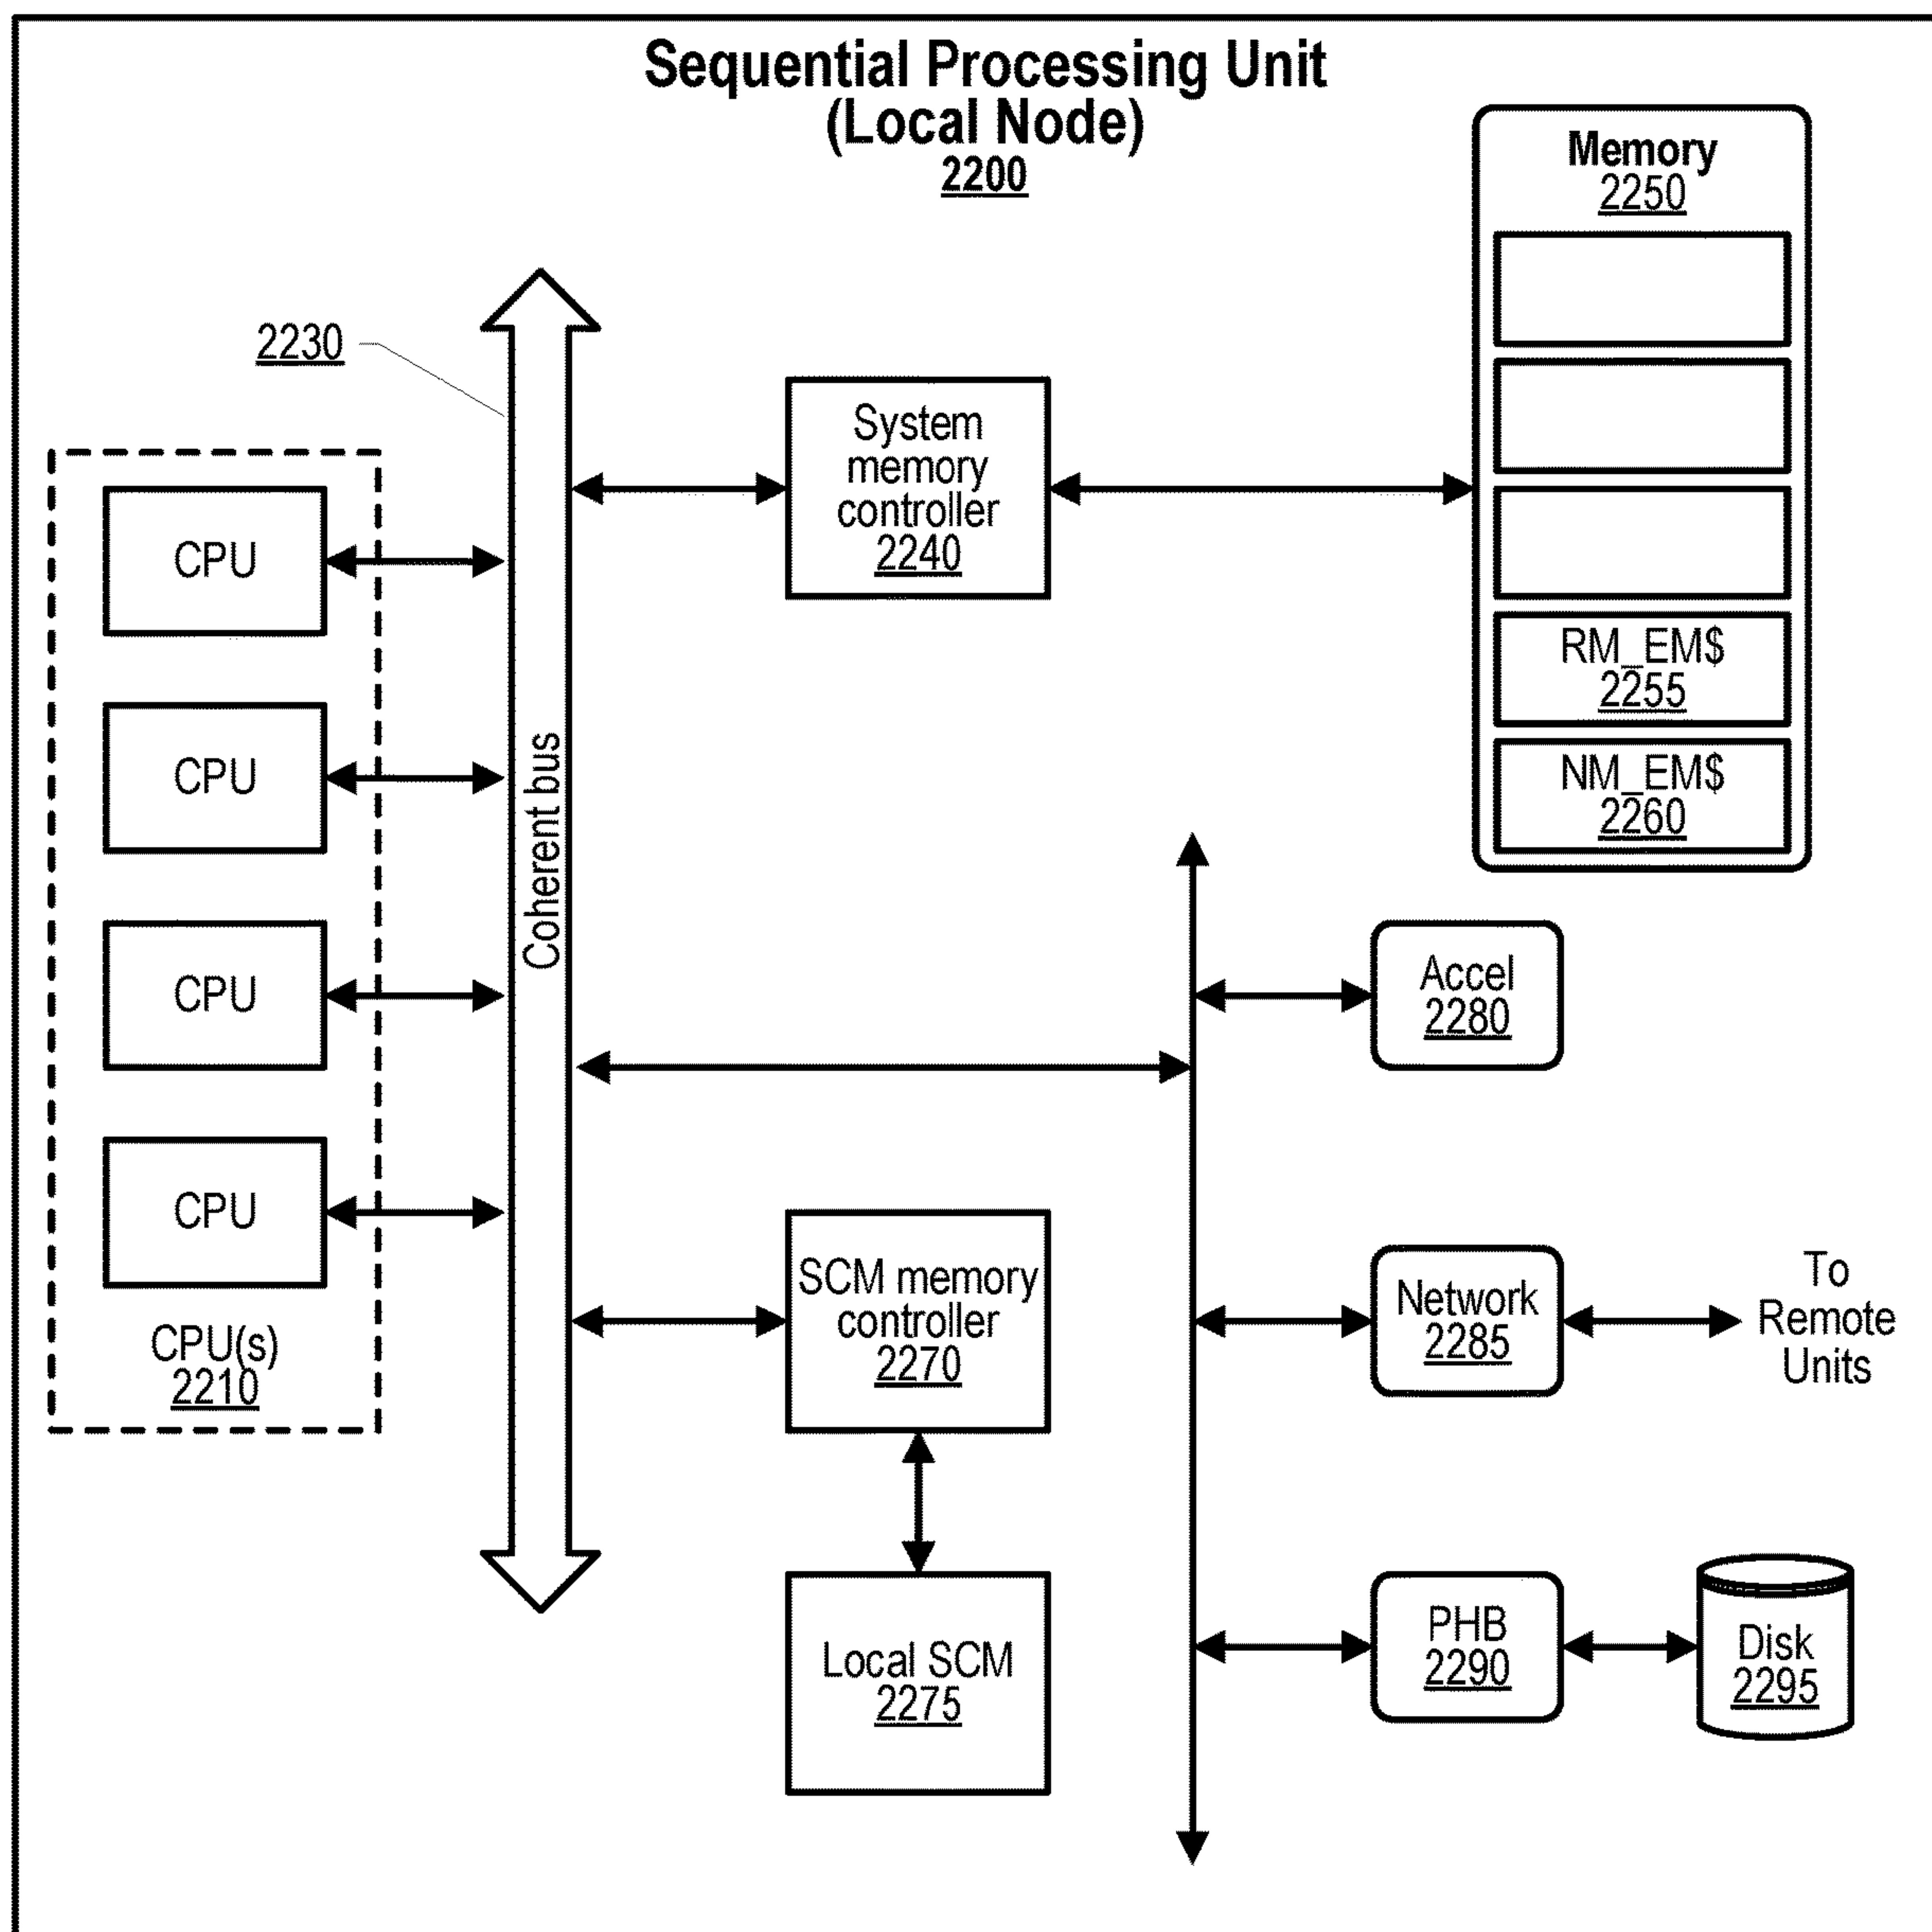 Sequential Processing Unit
(Local Node)
2200
Memory
2250
2230
System
memory
controller
2240
CPU
CPU
CPU
CPU
CPU(s)
2210
Coherent bus
RM_EM$
2255
NM_EM$
2260
Accel
2280
SCM memory
controller
2270
Network
2285
To
Remote
Units
Local SCM
2275
PHB
2290
Disk
2295